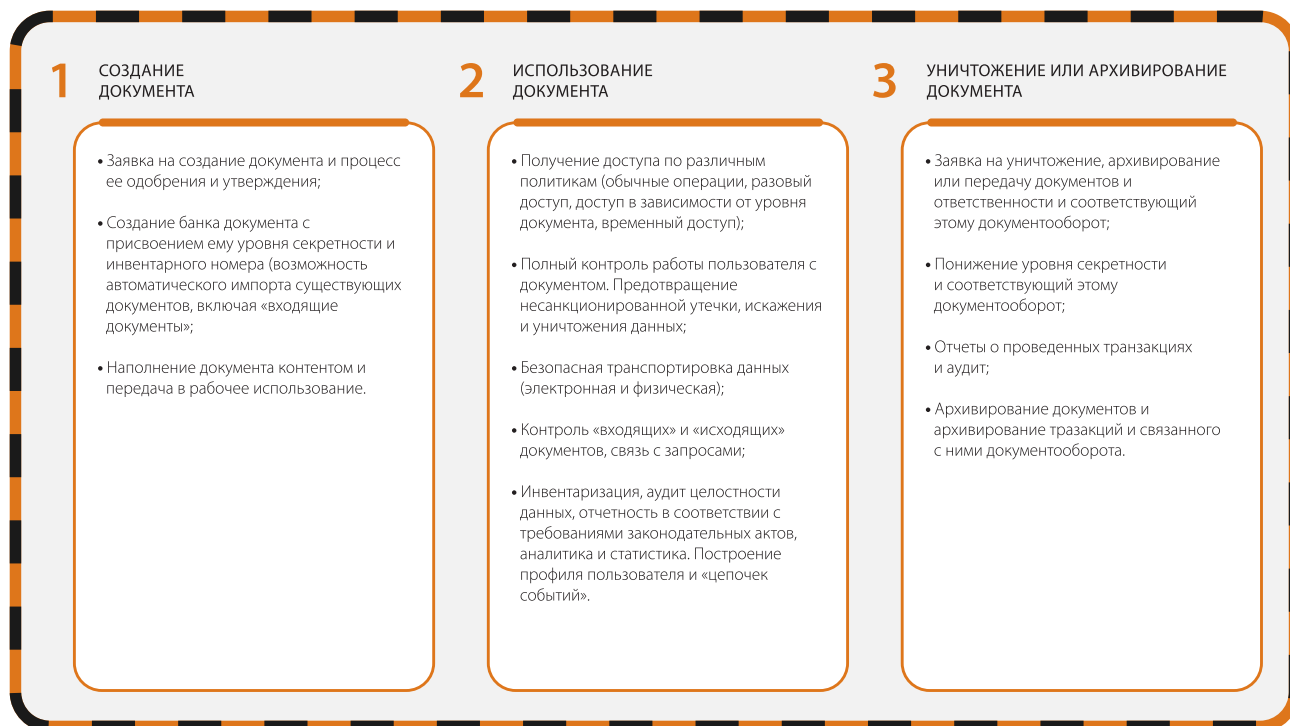 1
СОЗДАНИЕ
ДОКУМЕНТА
• Заявка на создание документа и процесс
ее одобрения и утверждения;
• Создание банка документа с
присвоением ему уровня секретности и
инвентарного номера (возможность
автоматического импорта существующих
документов, включая «входящие
документы»;
• Наполнение документа контентом и
передача в рабочее использование.
2
ИСПОЛЬЗОВАНИЕ
ДОКУМЕНТА
• Получение доступа по различным
политикам (обычные операции, разовый
доступ, доступ в зависимости от уровня
документа, временный доступ);
• Полный контроль работы пользователя с
документом. Предотвращение
несанкционированной утечки, искажения
и уничтожения данных;
• Безопасная транспортировка данных
(электронная и физическая);
• Контроль «входящих» и «исходящих»
документов, связь с запросами;
• Инвентаризация, аудит целостности
данных, отчетность в соответствии с
требованиями законодательных актов,
аналитика и статистика. Построение
профиля пользователя и «цепочек
событий».
3
УНИЧТОЖЕНИЕ ИЛИ АРХИВИРОВАНИЕ
ДОКУМЕНТА
• Заявка на уничтожение, архивирование
или передачу документов и
ответственности и соответствующий
этому документооборот;
• Понижение уровня секретности
и соответствующий этому
документооборот;
• Отчеты о проведенных транзакциях
и аудит;
• Архивирование документов и
архивирование тразакций и связанного
с ними документооборота.